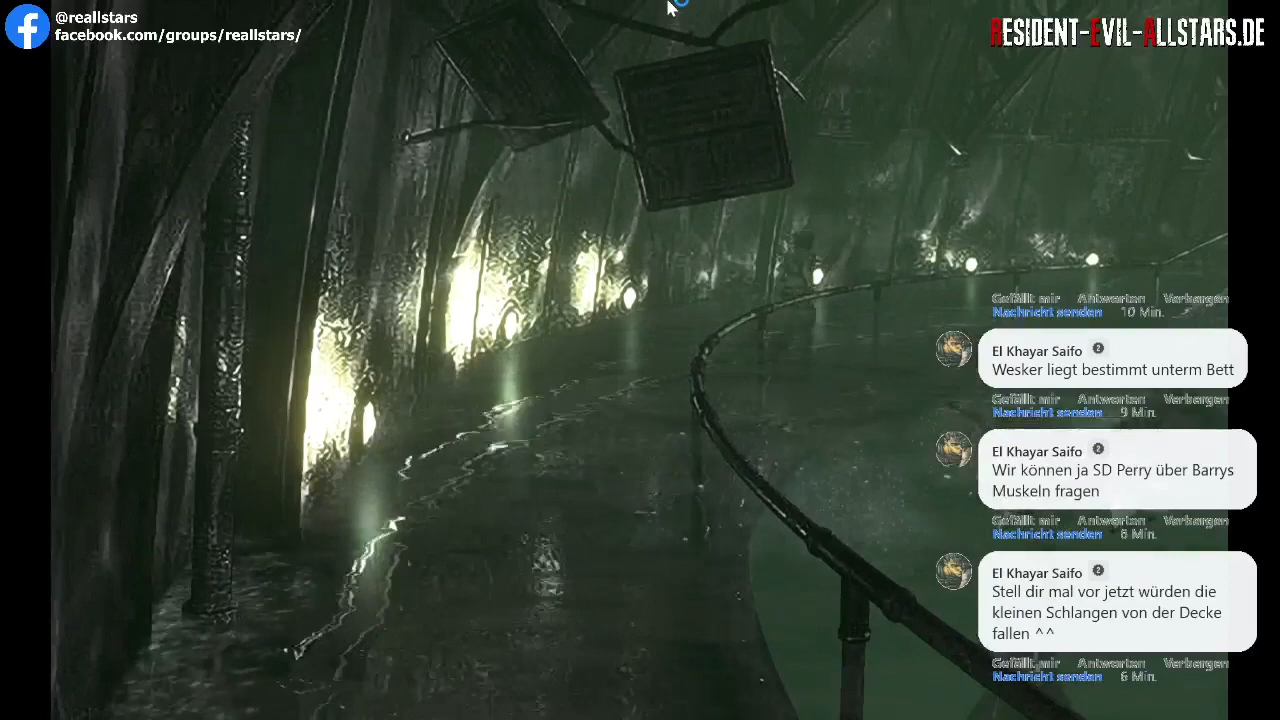 @reallstars
facebook.com/groups/reallstars/
RESIDENT-EVIL-ALLSTARS.DE
Gefällt mir Antworten Verbergen
Nachricht senden 10 Min.
El Khayar Saifo 2
Wesker liegt bestimmt unterm Bett
Gefällt mir Antworten Verbergen
Nachricht senden 9 Min.
El Khayar Saifo 2
Wir können ja SD Perry über Barrys
Muskeln fragen
Gefällt mir Antworten Verbergen
Nachricht senden 8 Min.
El Khayar Saifo 2
Stell dir mal vor jetzt würden die
kleinen Schlangen von der Decke
fallen ^^
Gefällt mir Antworten Verbergen
Nachricht senden 6 Min.